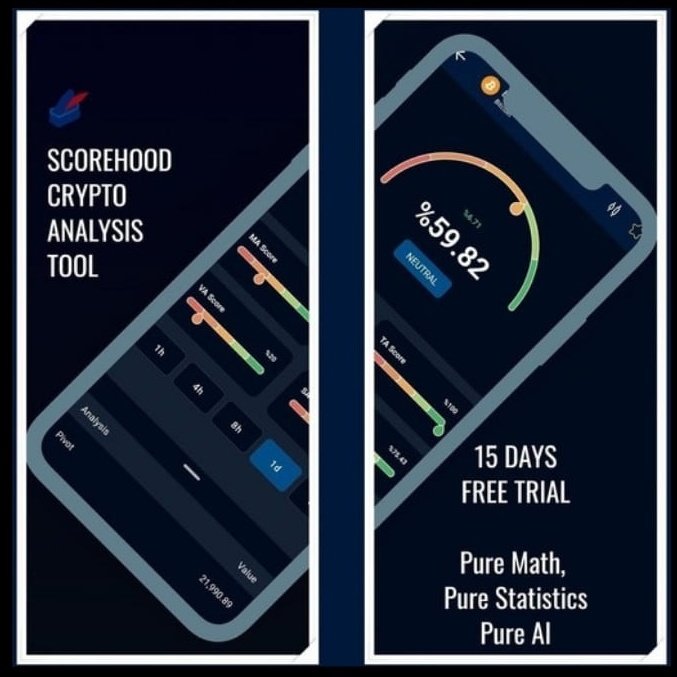 SCOREHOOD
CRYPTO
ANALYSIS
TOOL
MA Score
VA Score
%20
1h
4h
8h
1d
Analysis
Pivot
Value
21,990.89
%6.71
%59.82
NEUTRAL
TA Score
%100
%75.43
15 DAYS
FREE TRIAL
Pure Math,
Pure Statistics
Pure AI